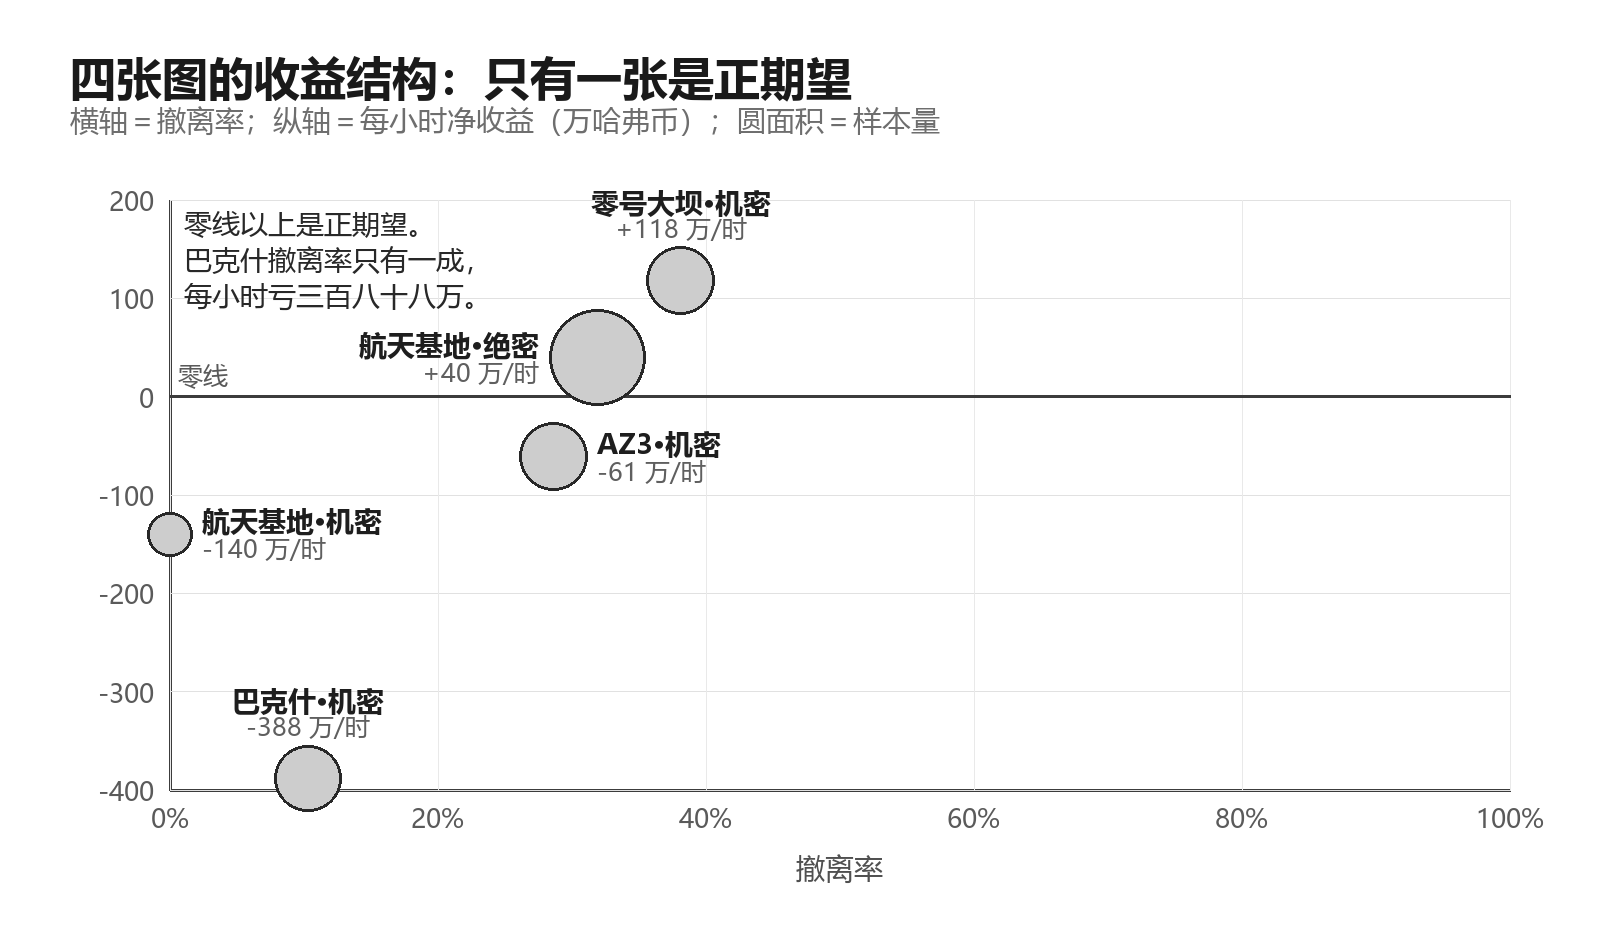 四张图的收益结构：只有一张是正期望
横轴＝撤离率；纵轴＝每小时净收益（万哈弗币）；圆面积＝样本量
200
100
0
-100
-200
-300
-400
零线以上是正期望。
巴克什撤离率只有一成，
每小时亏三百八十八万。
零线
零号大坝·机密
+118 万/时
航天基地·绝密
+40 万/时
AZ3·机密
-61 万/时
航天基地·机密
-140 万/时
巴克什·机密
-388 万/时
0%
20%
40%
60%
80%
100%
撤离率